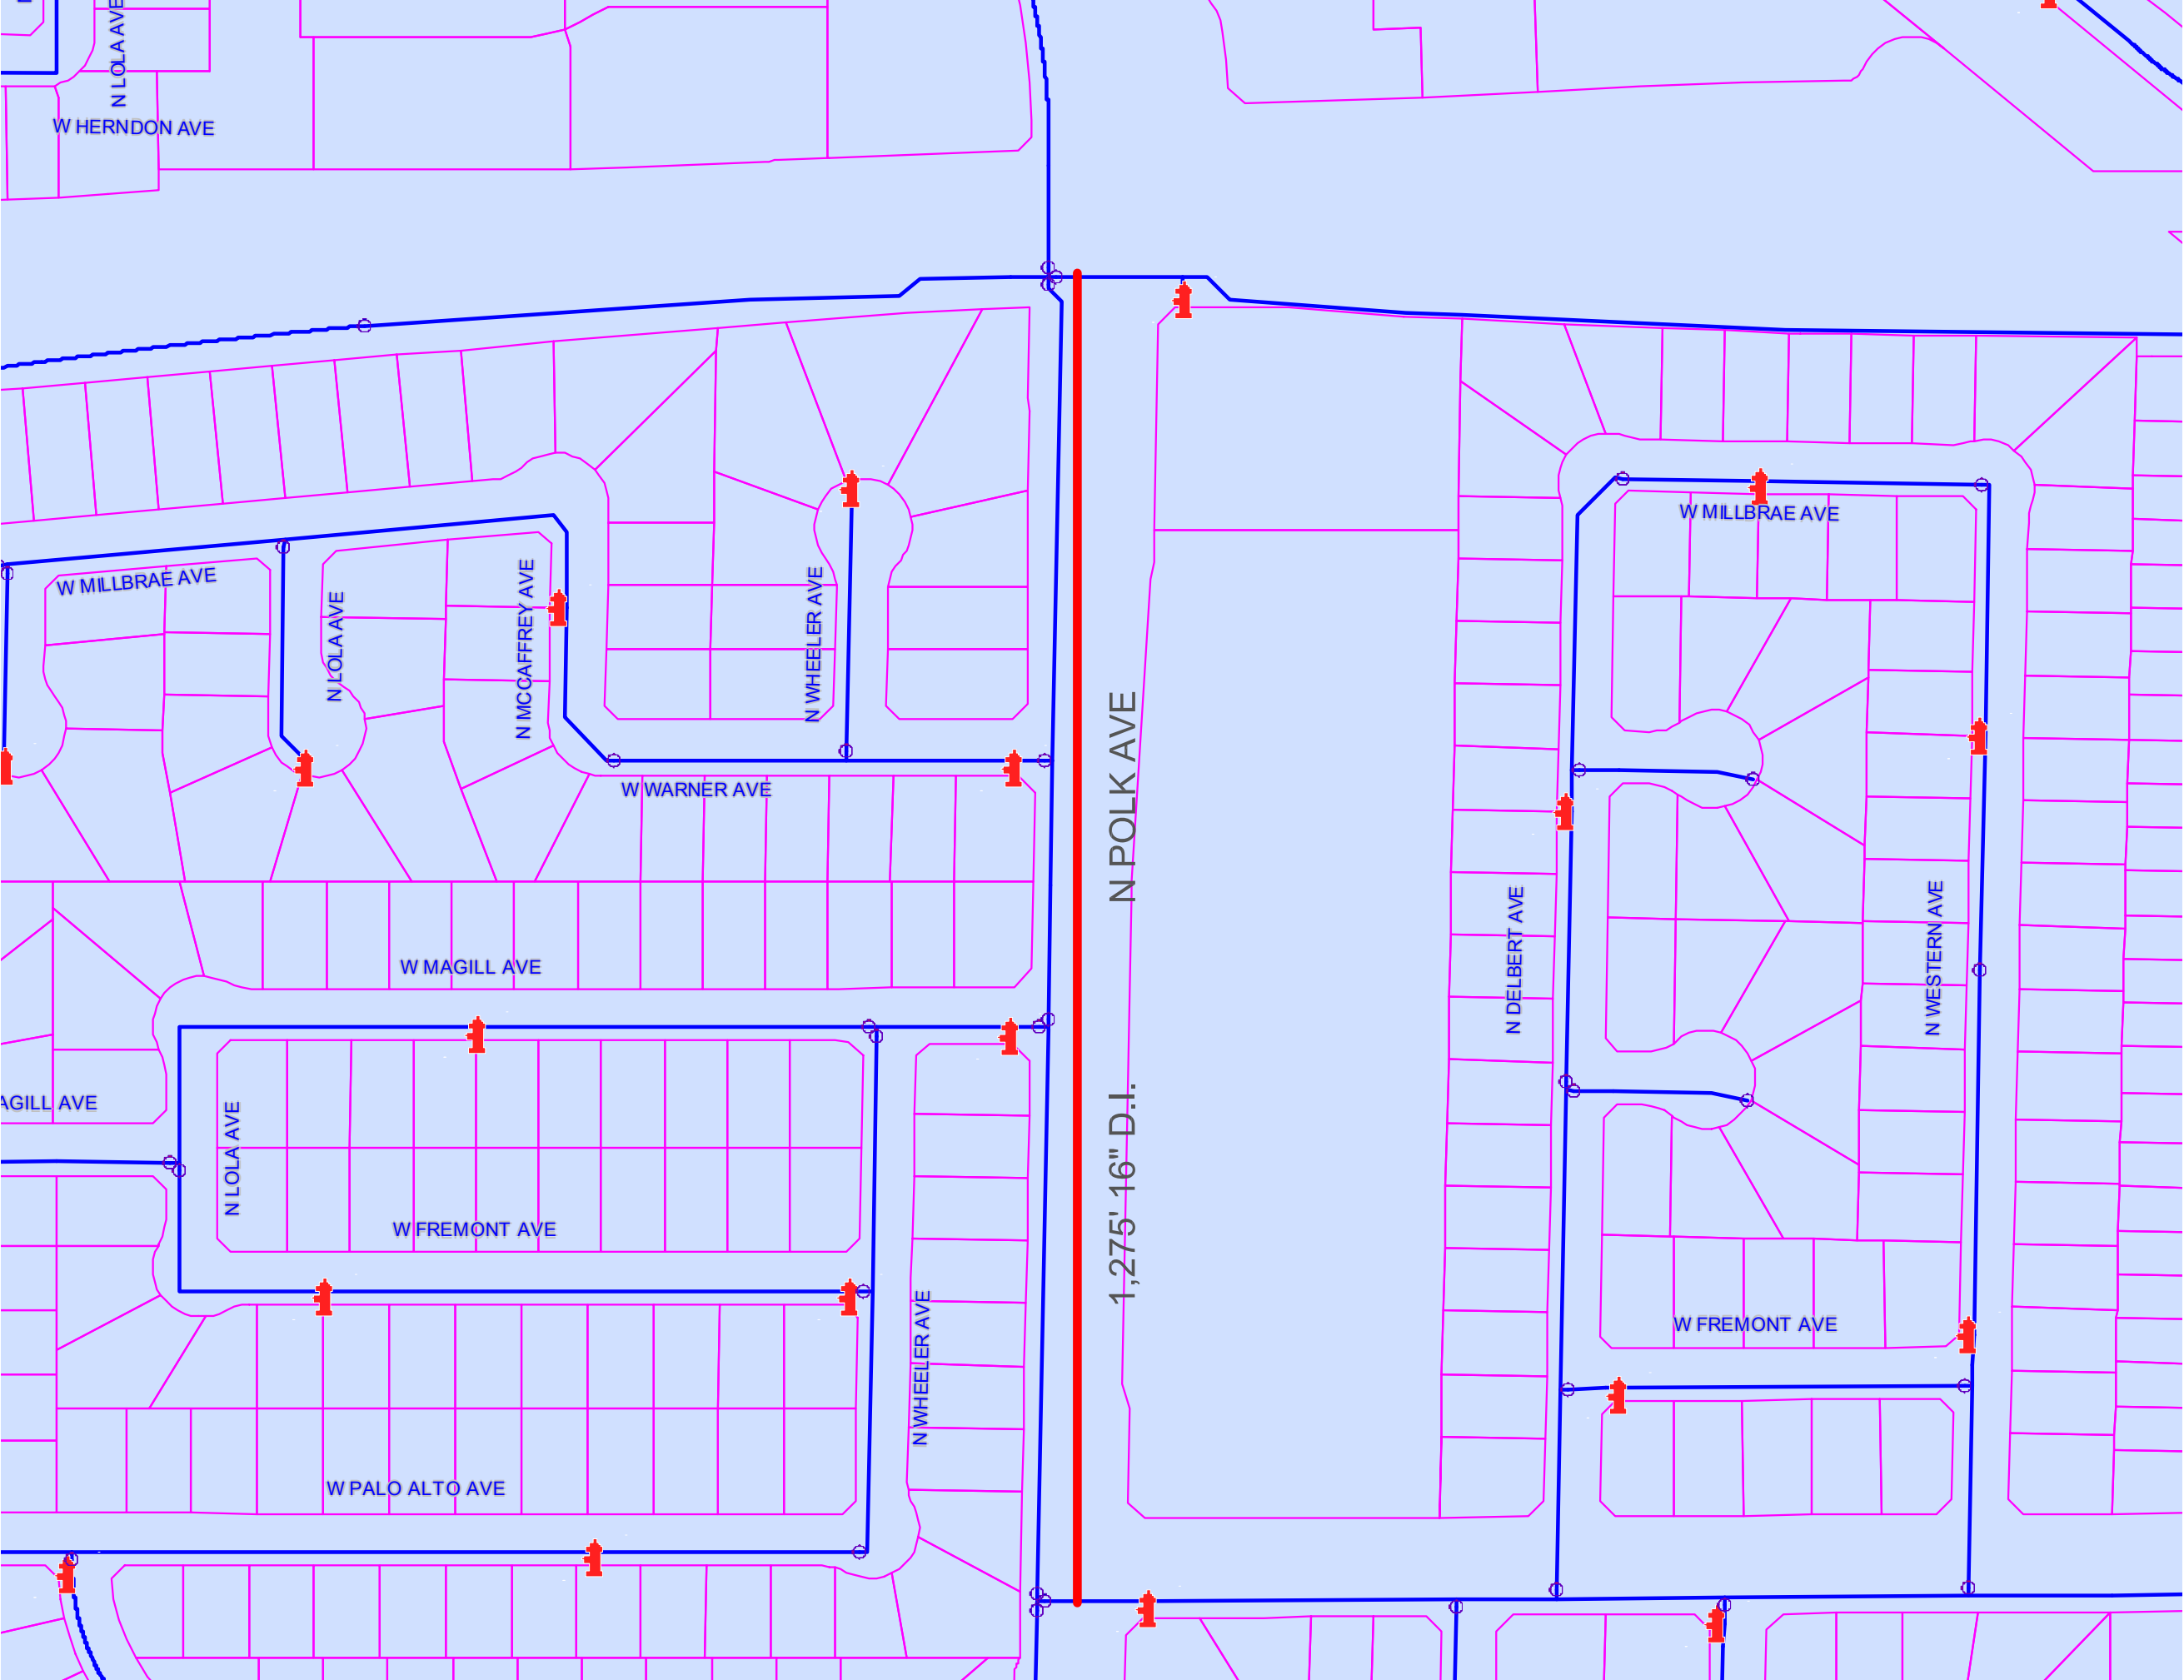 N LOLA AVE
W HERNDON AVE
W MILLBRAE AVE
W MILLBRAE AVE
N LOLA AVE
N MCCAFFREY AVE
N WHEELER AVE
N POLK AVE
W WARNER AVE
N DELBERT AVE
N WESTERN AVE
W MAGILL AVE
AGILL AVE
N LOLA AVE
1,275' 16" D.I.
W FREMONT AVE
W FREMONT AVE
N WHEELER AVE
W PALO ALTO AVE